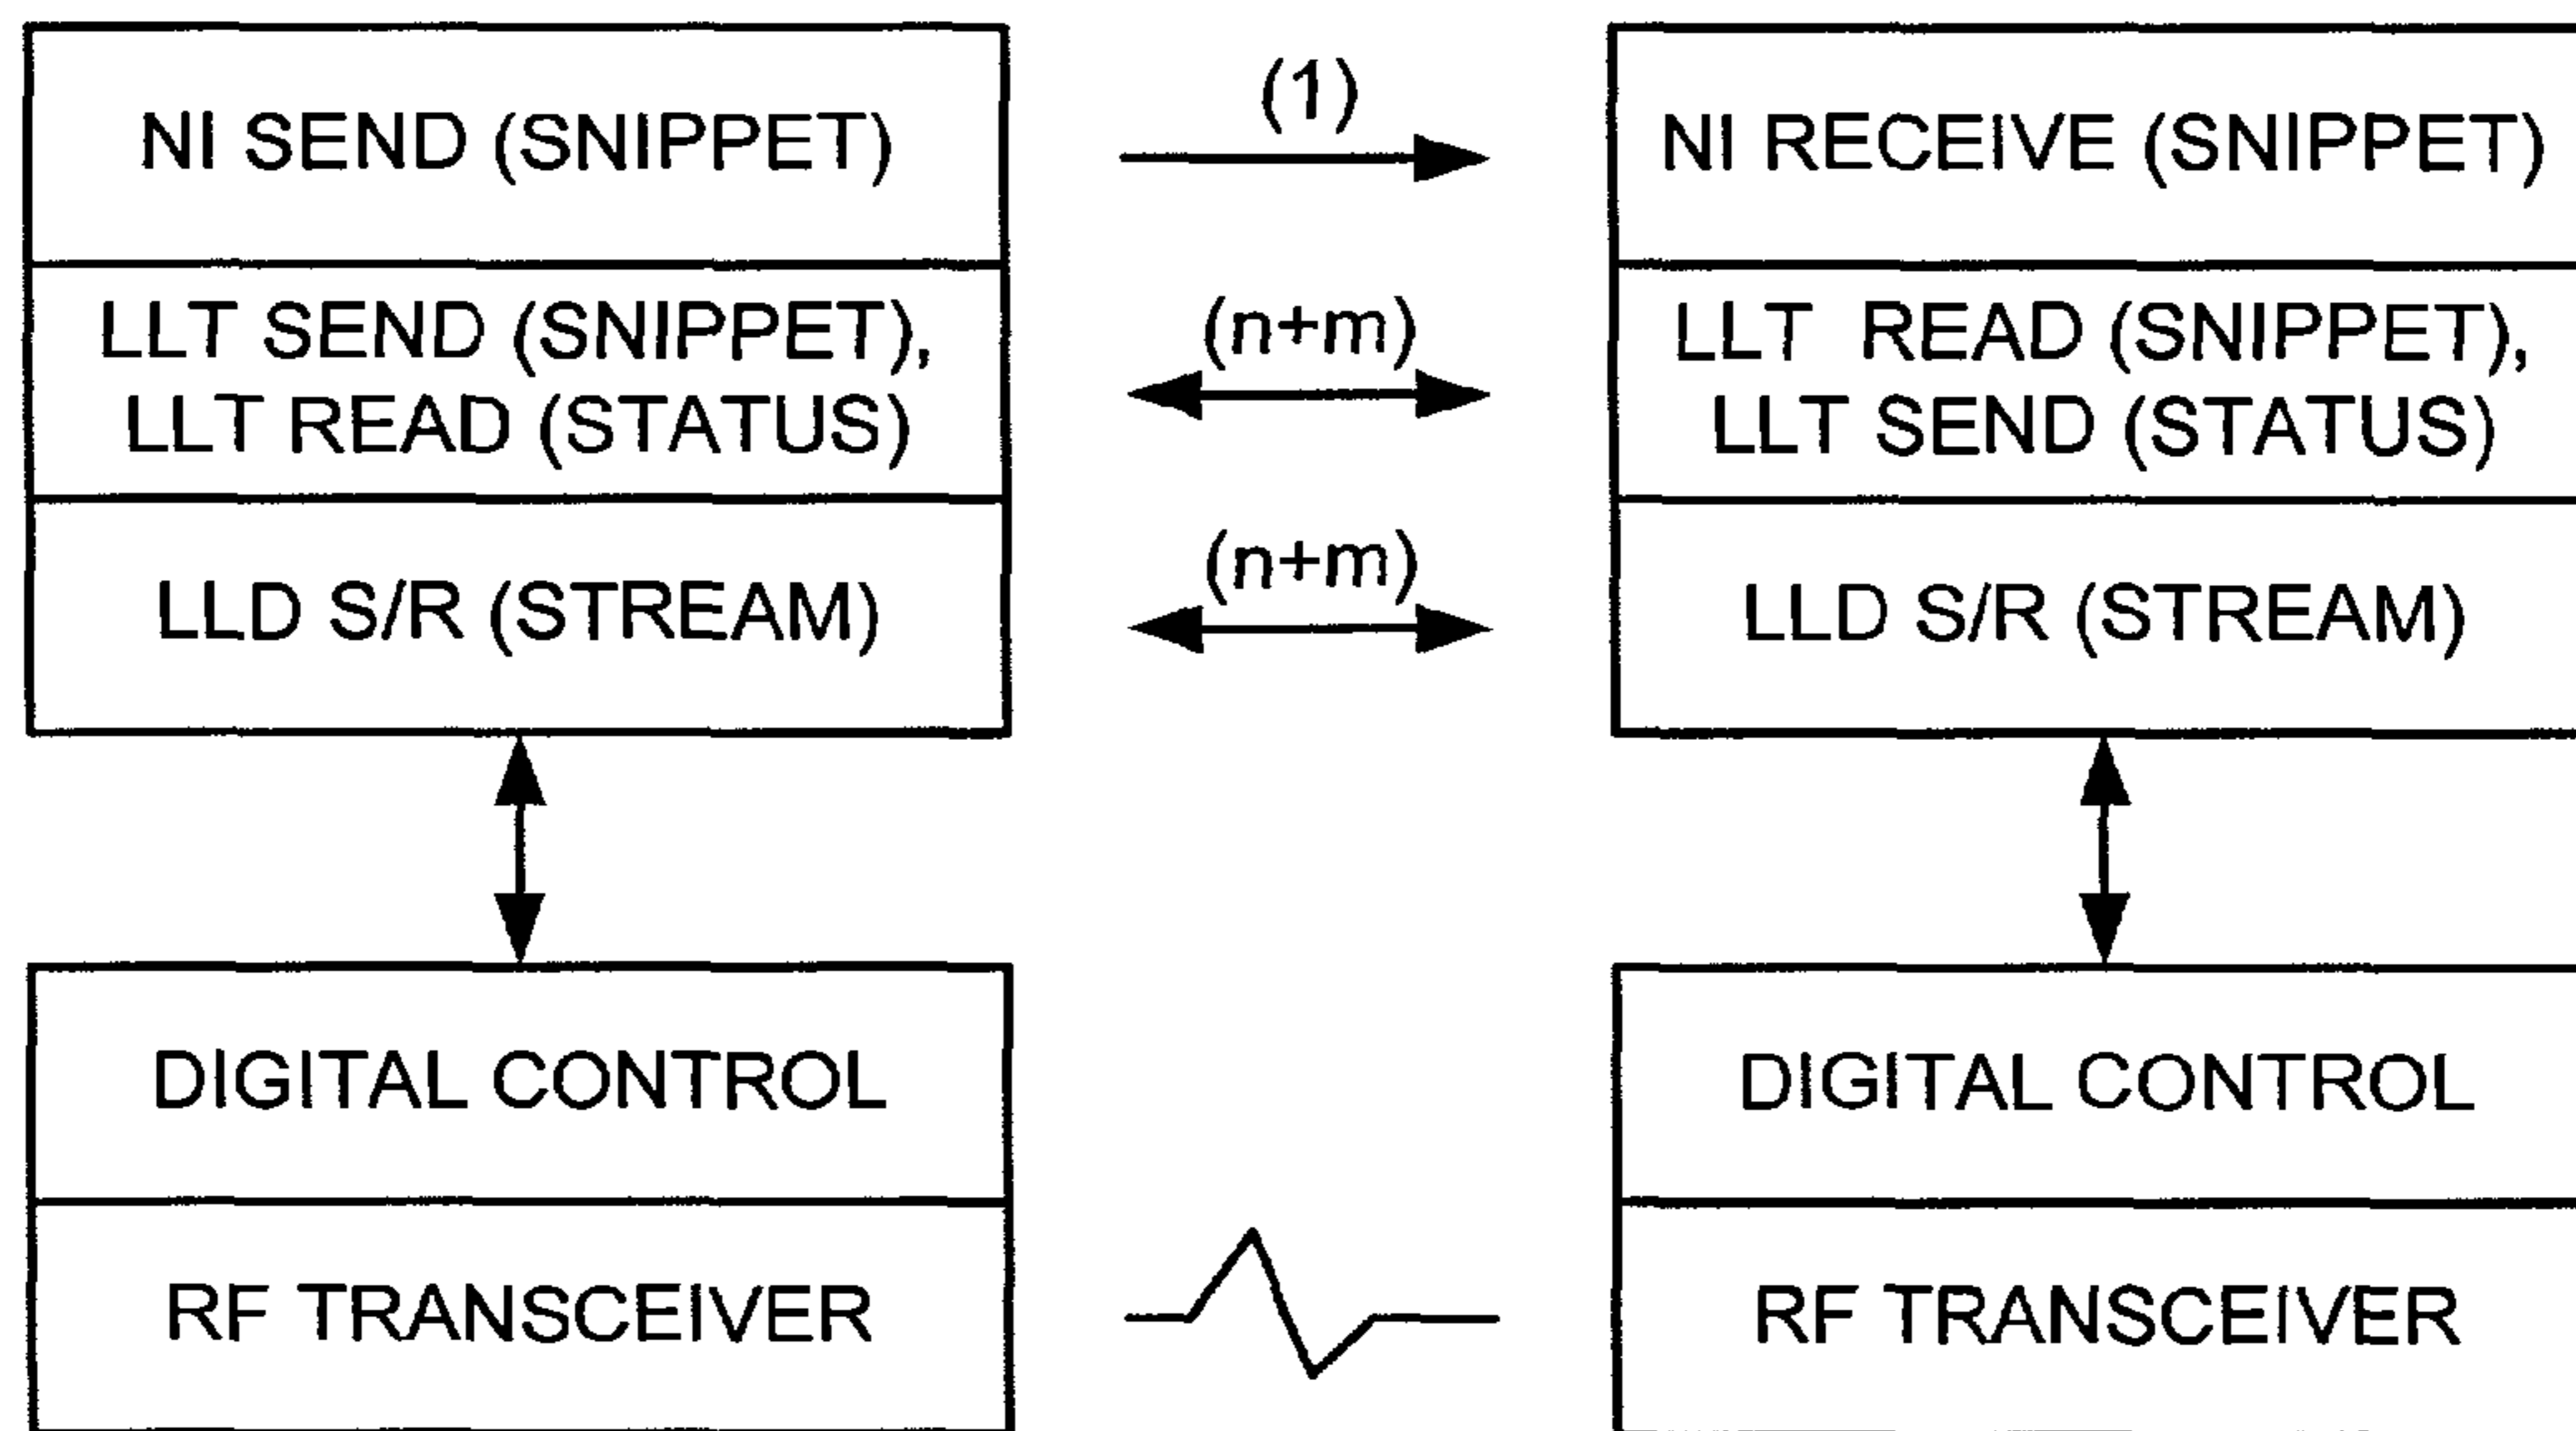 NI SEND (SNIPPET)
(1)
NI RECEIVE (SNIPPET)
LLT SEND (SNIPPET),
LLT READ (STATUS)
(n+m)
LLT READ (SNIPPET),
LLT SEND (STATUS)
LLD S/R (STREAM)
(n+m)
LLD S/R (STREAM)
DIGITAL CONTROL
DIGITAL CONTROL
RF TRANSCEIVER
RF TRANSCEIVER